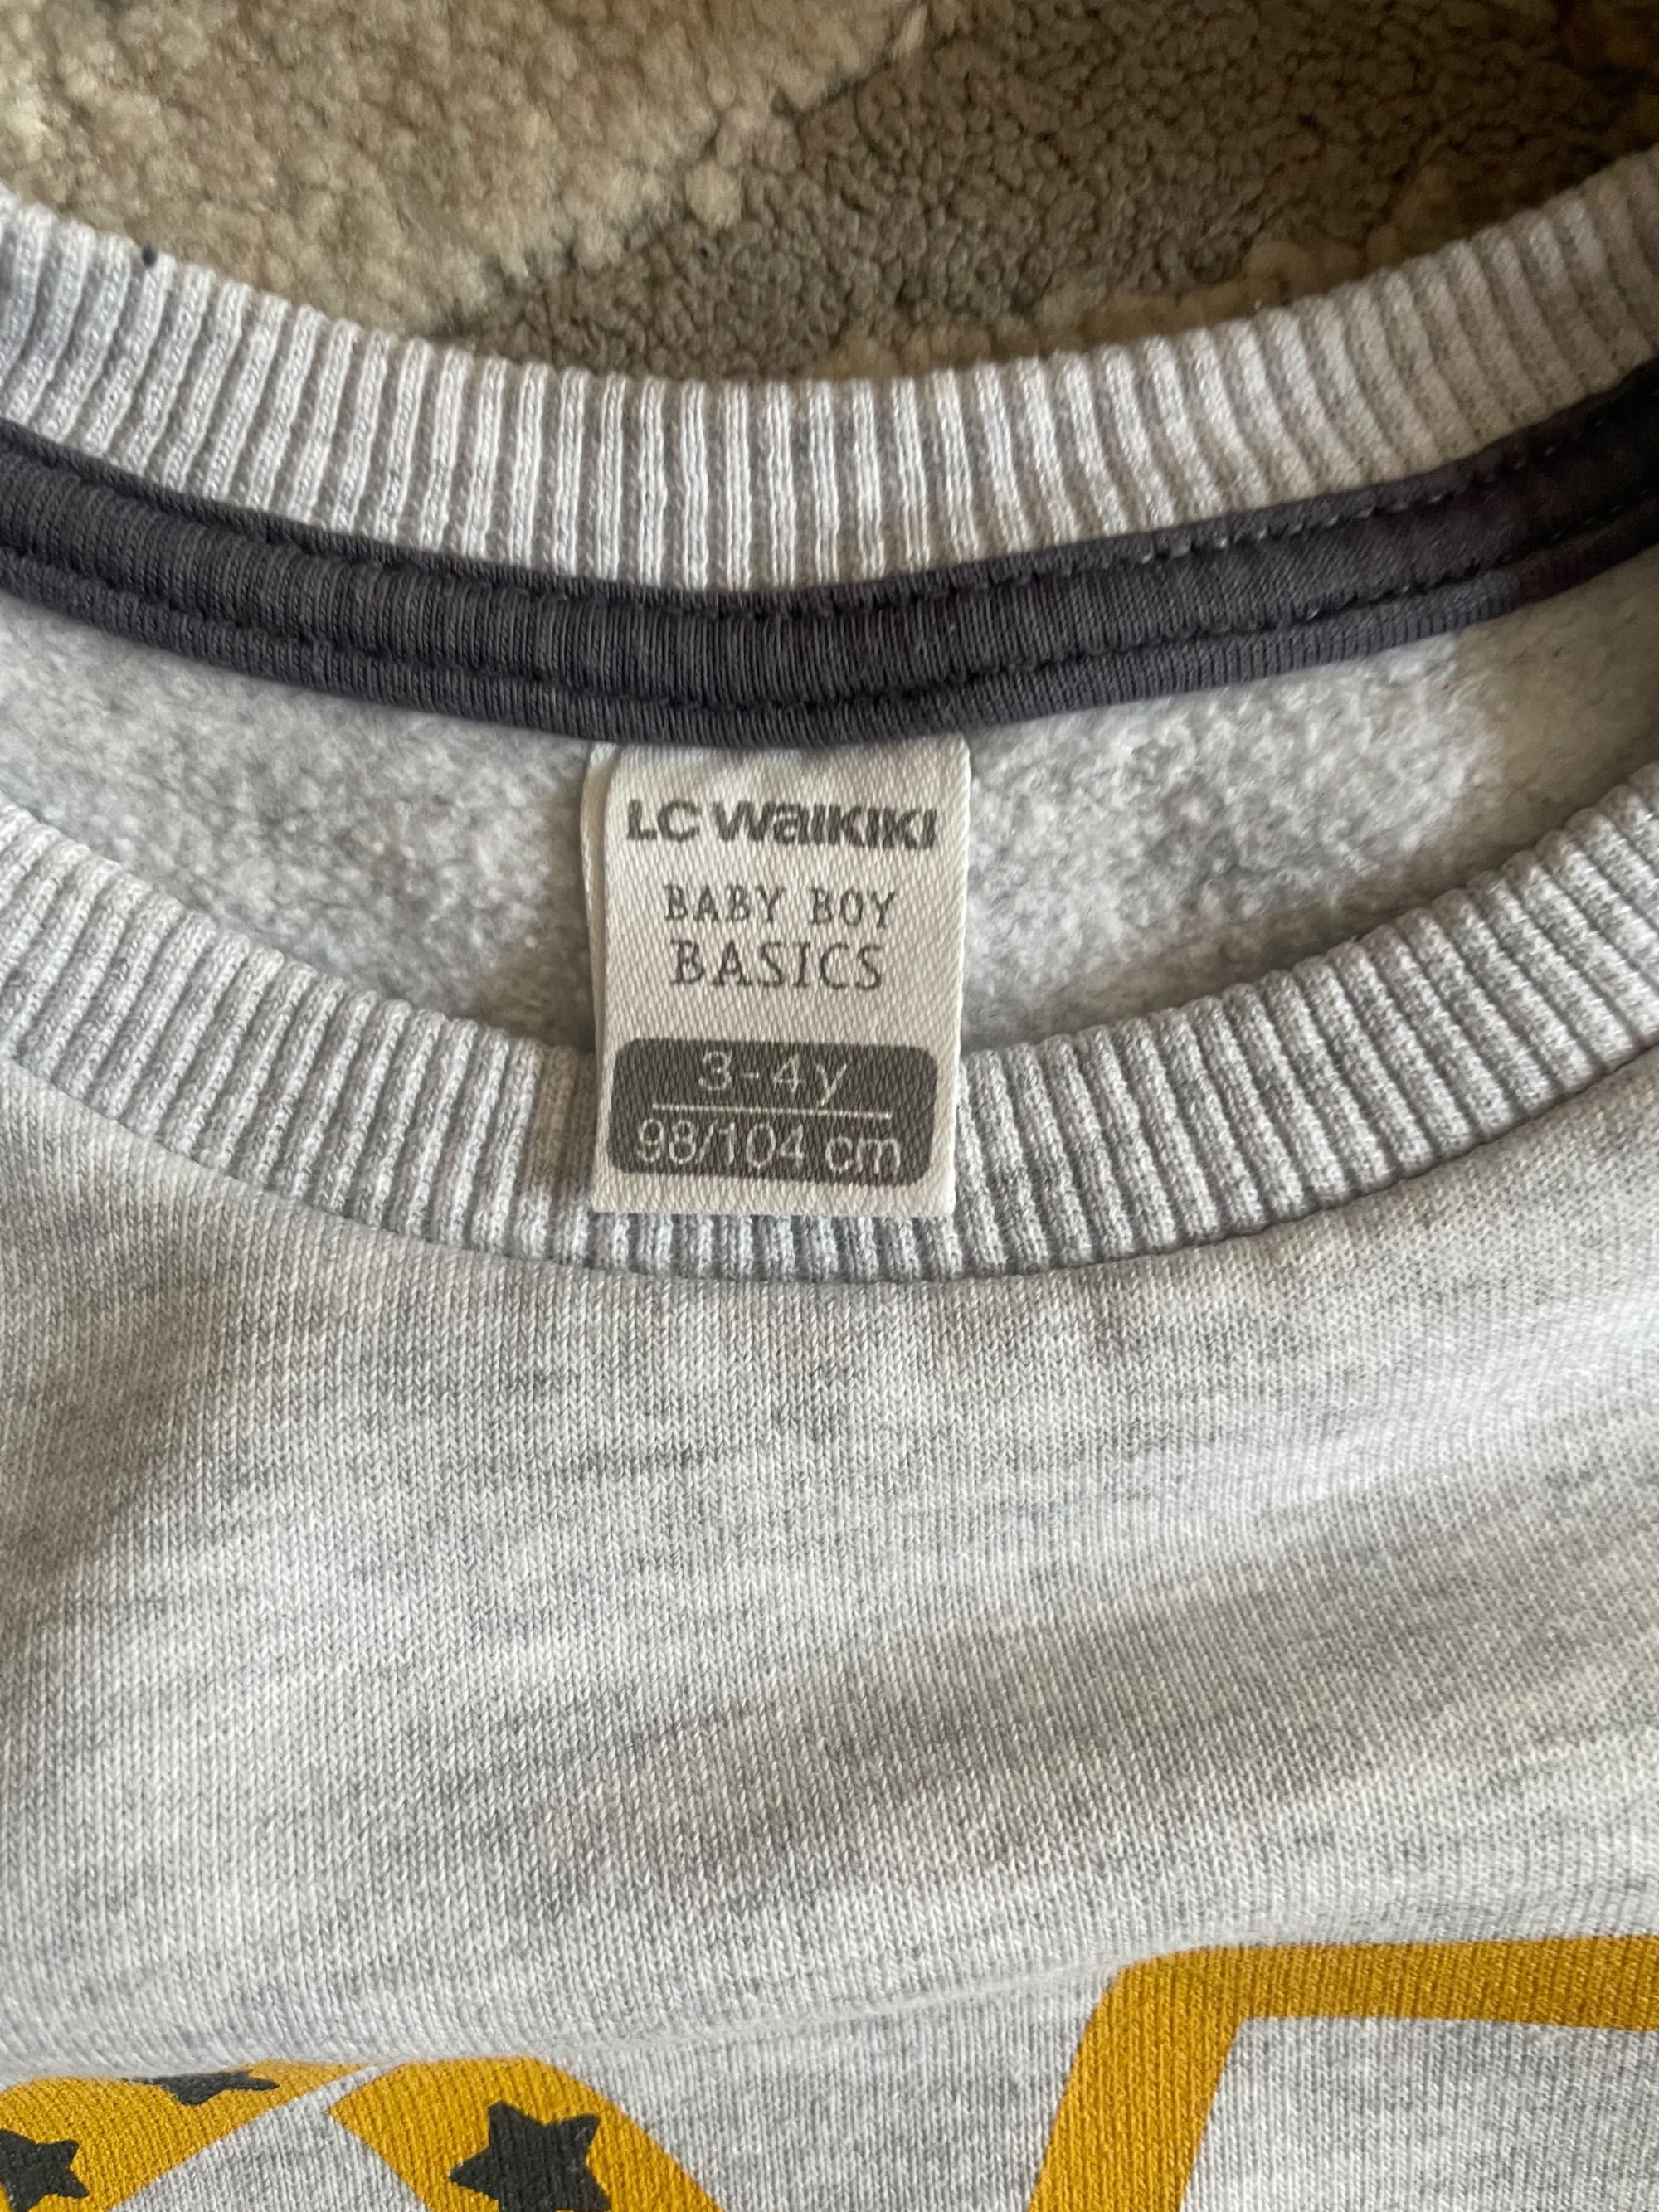 LC WAIKIKI
BABY BOY
BASICS
3-4y
98/104 cm